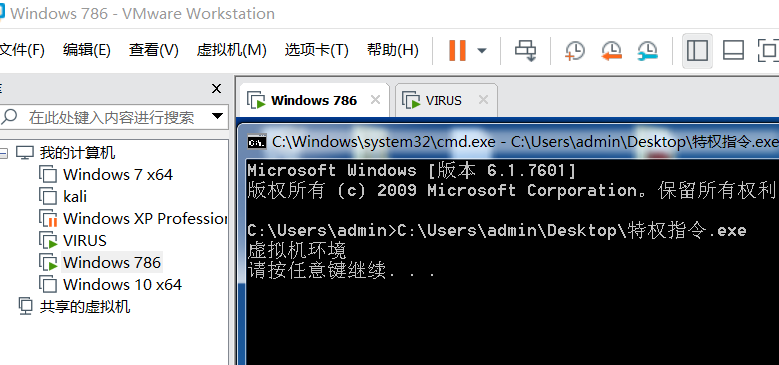 Windows 786 - VMware Workstation
文件(F) 编辑(E) 查看(V) 虚拟机(M) 选项卡(T) 帮助(H)
库
在此处键入内容进行搜索
我的计算机
Windows 7 x64
kali
Windows XP Profession
VIRUS
Windows 786
Windows 10 x64
共享的虚拟机
Windows 786
VIRUS
C:\Windows\system32\cmd.exe - C:\Users\admin\Desktop\特权指令.exe
Microsoft Windows [版本 6.1.7601]
版权所有 (c) 2009 Microsoft Corporation。保留所有权利
C:\Users\admin>C:\Users\admin\Desktop\特权指令.exe
虚拟机环境
请按任意键继续. . .